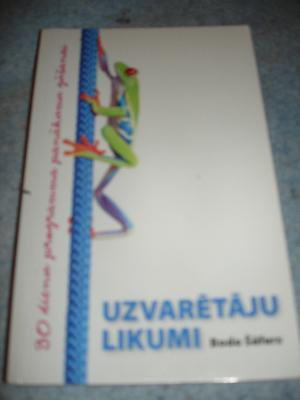 30 dienu programma panākumu gūšanai
UZVARĒTĀJU
LIKUMI Bodo Šēfers